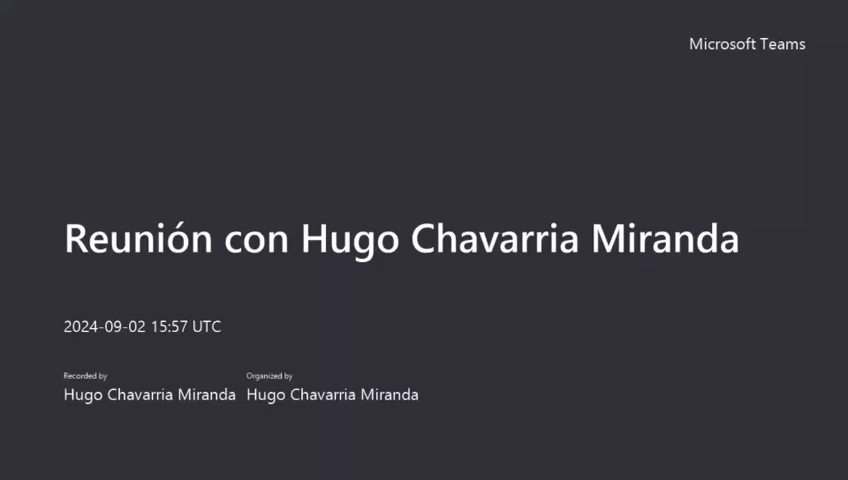 Microsoft Teams
Reunión con Hugo Chavarria Miranda
2024-09-02 15:57 UTC
Recorded by
Organized by
Hugo Chavarria Miranda
Hugo Chavarria Miranda